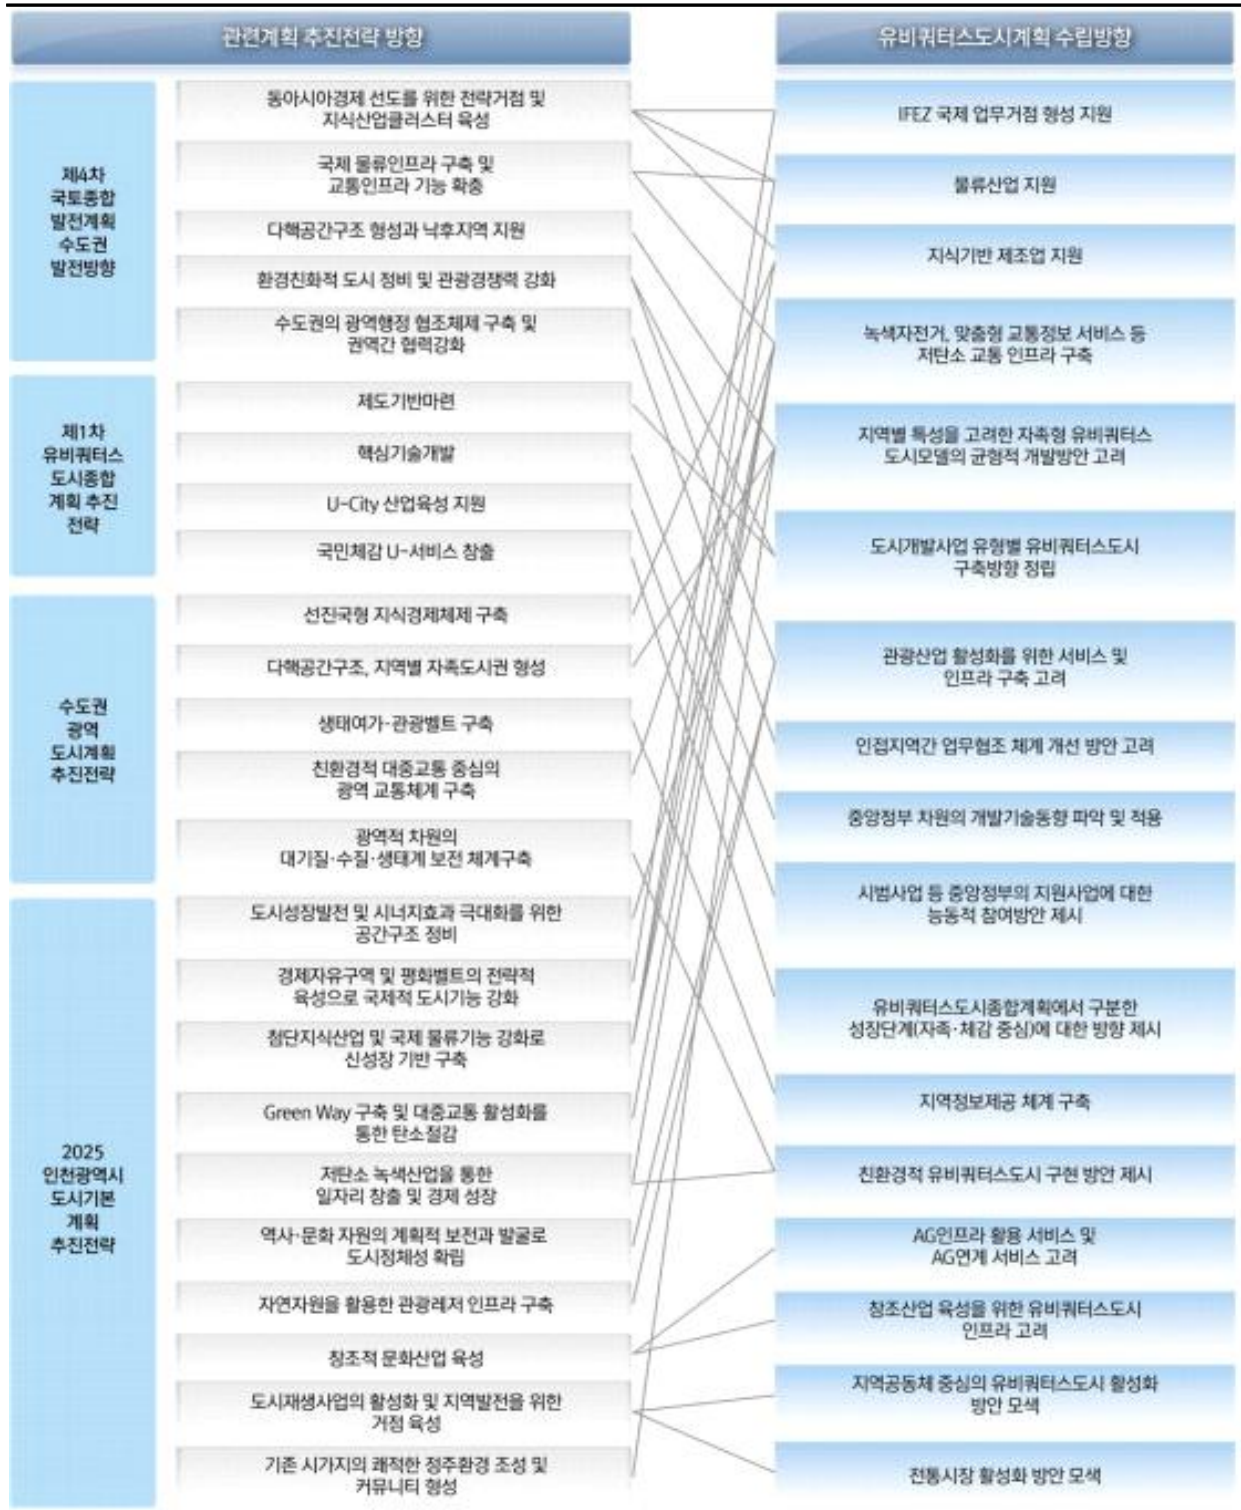 관련계획 추진전략 방향
유비쿼터스도시계획 수립방향
제4차
국토종합
발전계획
수도권
발전방향
동아시아경제 선도를 위한 전략거점 및
지식산업클러스터 육성
국제 물류인프라 구축 및
교통인프라 기능 확충
다핵공간구조 형성과 낙후지역 지원
환경친화적 도시 정비 및 관광경쟁력 강화
수도권의 광역행정 협조체제 구축 및
권역간 협력강화
제1차
유비쿼터스
도시종합
계획 추진
전략
제도기반마련
핵심기술개발
U-City 산업육성 지원
국민체감 U-서비스 창출
수도권
광역
도시계획
추진전략
선진국형 지식경제체제 구축
다핵공간구조, 지역별 자족도시권 형성
생태여가·관광벨트 구축
친환경적 대중교통 중심의
광역 교통체계 구축
광역적 차원의
대기질·수질·생태계 보전 체계구축
2025
인천광역시
도시기본
계획
추진전략
도시성장발전 및 시너지효과 극대화를 위한
공간구조 정비
경제자유구역 및 평화벨트의 전략적
육성으로 국제적 도시기능 강화
첨단지식산업 및 국제 물류기능 강화로
신성장 기반 구축
Green Way 구축 및 대중교통 활성화를
통한 탄소절감
저탄소 녹색산업을 통한
일자리 창출 및 경제 성장
역사·문화 자원의 계획적 보전과 발굴로
도시정체성 확립
자연자원을 활용한 관광레저 인프라 구축
창조적 문화산업 육성
도시재생사업의 활성화 및 지역발전을 위한
거점 육성
기존 시가지의 쾌적한 정주환경 조성 및
커뮤니티 형성
IFEZ 국제 업무거점 형성 지원
물류산업 지원
지식기반 제조업 지원
녹색자전거, 맞춤형 교통정보 서비스 등
저탄소 교통 인프라 구축
지역별 특성을 고려한 자족형 유비쿼터스
도시모델의 균형적 개발방안 고려
도시개발사업 유형별 유비쿼터스도시
구축방향 정립
관광산업 활성화를 위한 서비스 및
인프라 구축 고려
인접지역간 업무협조 체계 개선 방안 고려
중앙정부 차원의 개발기술동향 파악 및 적용
시범사업 등 중앙정부의 지원사업에 대한
능동적 참여방안 제시
유비쿼터스도시종합계획에서 구분한
성장단계(자족·체감 중심)에 대한 방향 제시
지역정보제공 체계 구축
친환경적 유비쿼터스도시 구현 방안 제시
AG인프라 활용 서비스 및
AG연계 서비스 고려
창조산업 육성을 위한 유비쿼터스도시
인프라 고려
지역공동체 중심의 유비쿼터스도시 활성화
방안 모색
전통시장 활성화 방안 모색